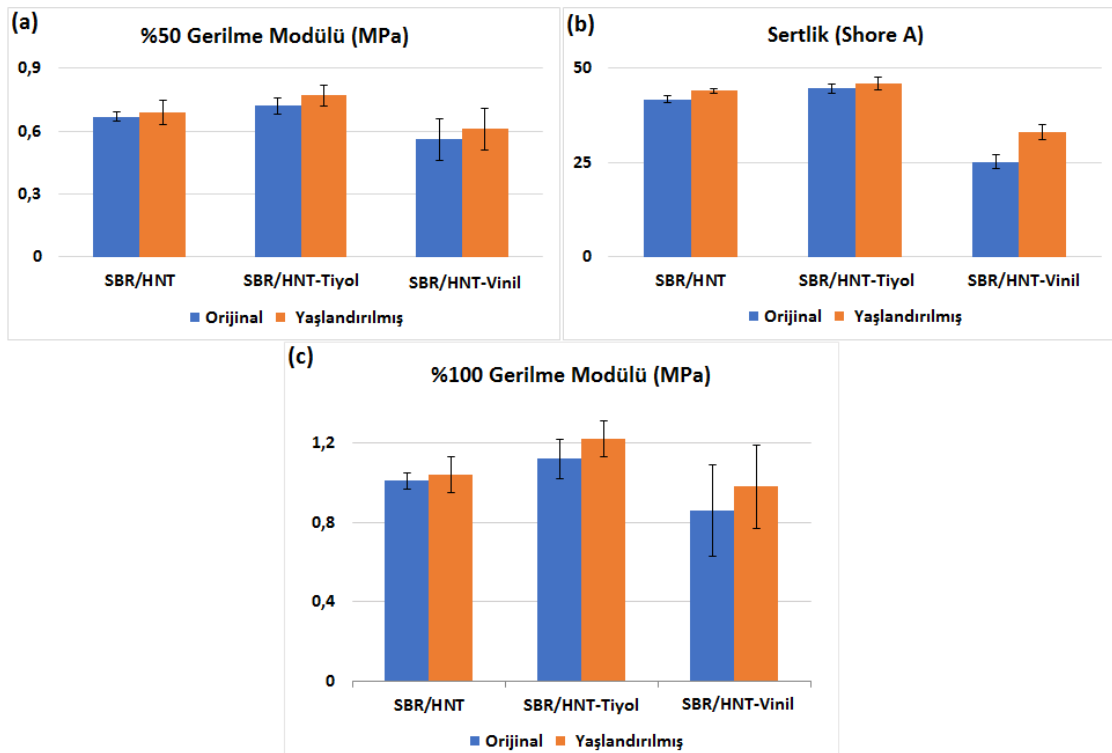 (a)
%50 Gerilme Modülü (MPa)
0,9
0,6
0,3
0
SBR/HNT SBR/HNT-Tiyol SBR/HNT-Vinil
Orijinal Yaşlandırılmış
(b)
Sertlik (Shore A)
50
25
0
SBR/HNT SBR/HNT-Tiyol SBR/HNT-Vinil
Orijinal Yaşlandırılmış
(c)
%100 Gerilme Modülü (MPa)
1,2
0,8
0,4
0
SBR/HNT SBR/HNT-Tiyol SBR/HNT-Vinil
Orijinal Yaşlandırılmış